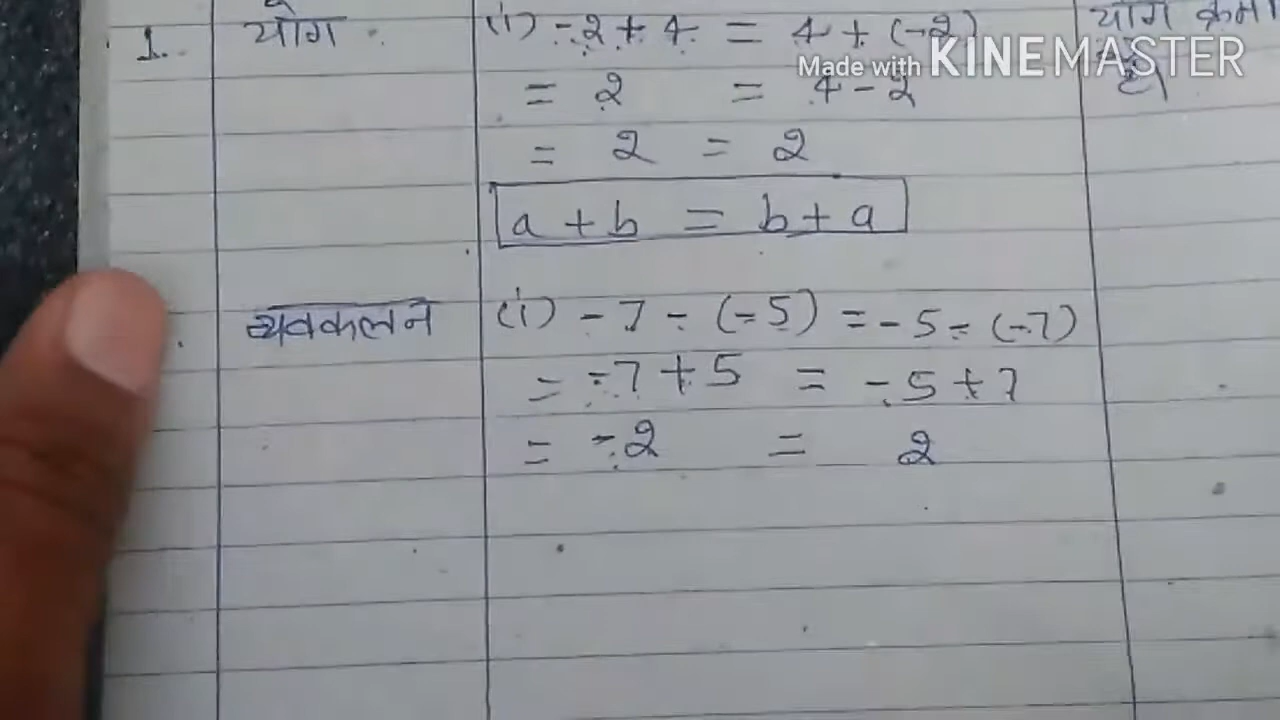 1. योग (i) -2 + 4 = 4 + (-2) योग क्रमा
Made with KINEMASTER
= 2 = 4 - 2 है।
= 2 = 2
a + b = b + a
व्यवकलन (i) - 7 - (-5) = - 5 - (-7)
= -7 + 5 = - 5 + 7
= -2 = 2